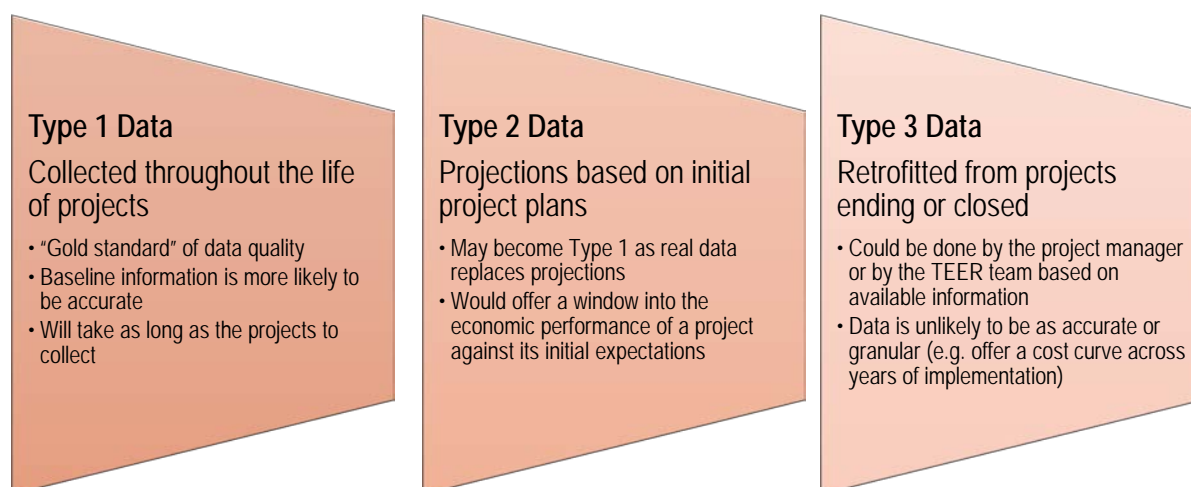 Type 1 Data
Collected throughout the life
of projects
• "Gold standard" of data quality
• Baseline information is more likely to
be accurate
• Will take as long as the projects to
collect
Type 2 Data
Projections based on initial
project plans
• May become Type 1 as real data
replaces projections
• Would offer a window into the
economic performance of a project
against its initial expectations
Type 3 Data
Retrofitted from projects
ending or closed
• Could be done by the project manager
or by the TEER team based on
available information
• Data is unlikely to be as accurate or
granular (e.g. offer a cost curve across
years of implementation)